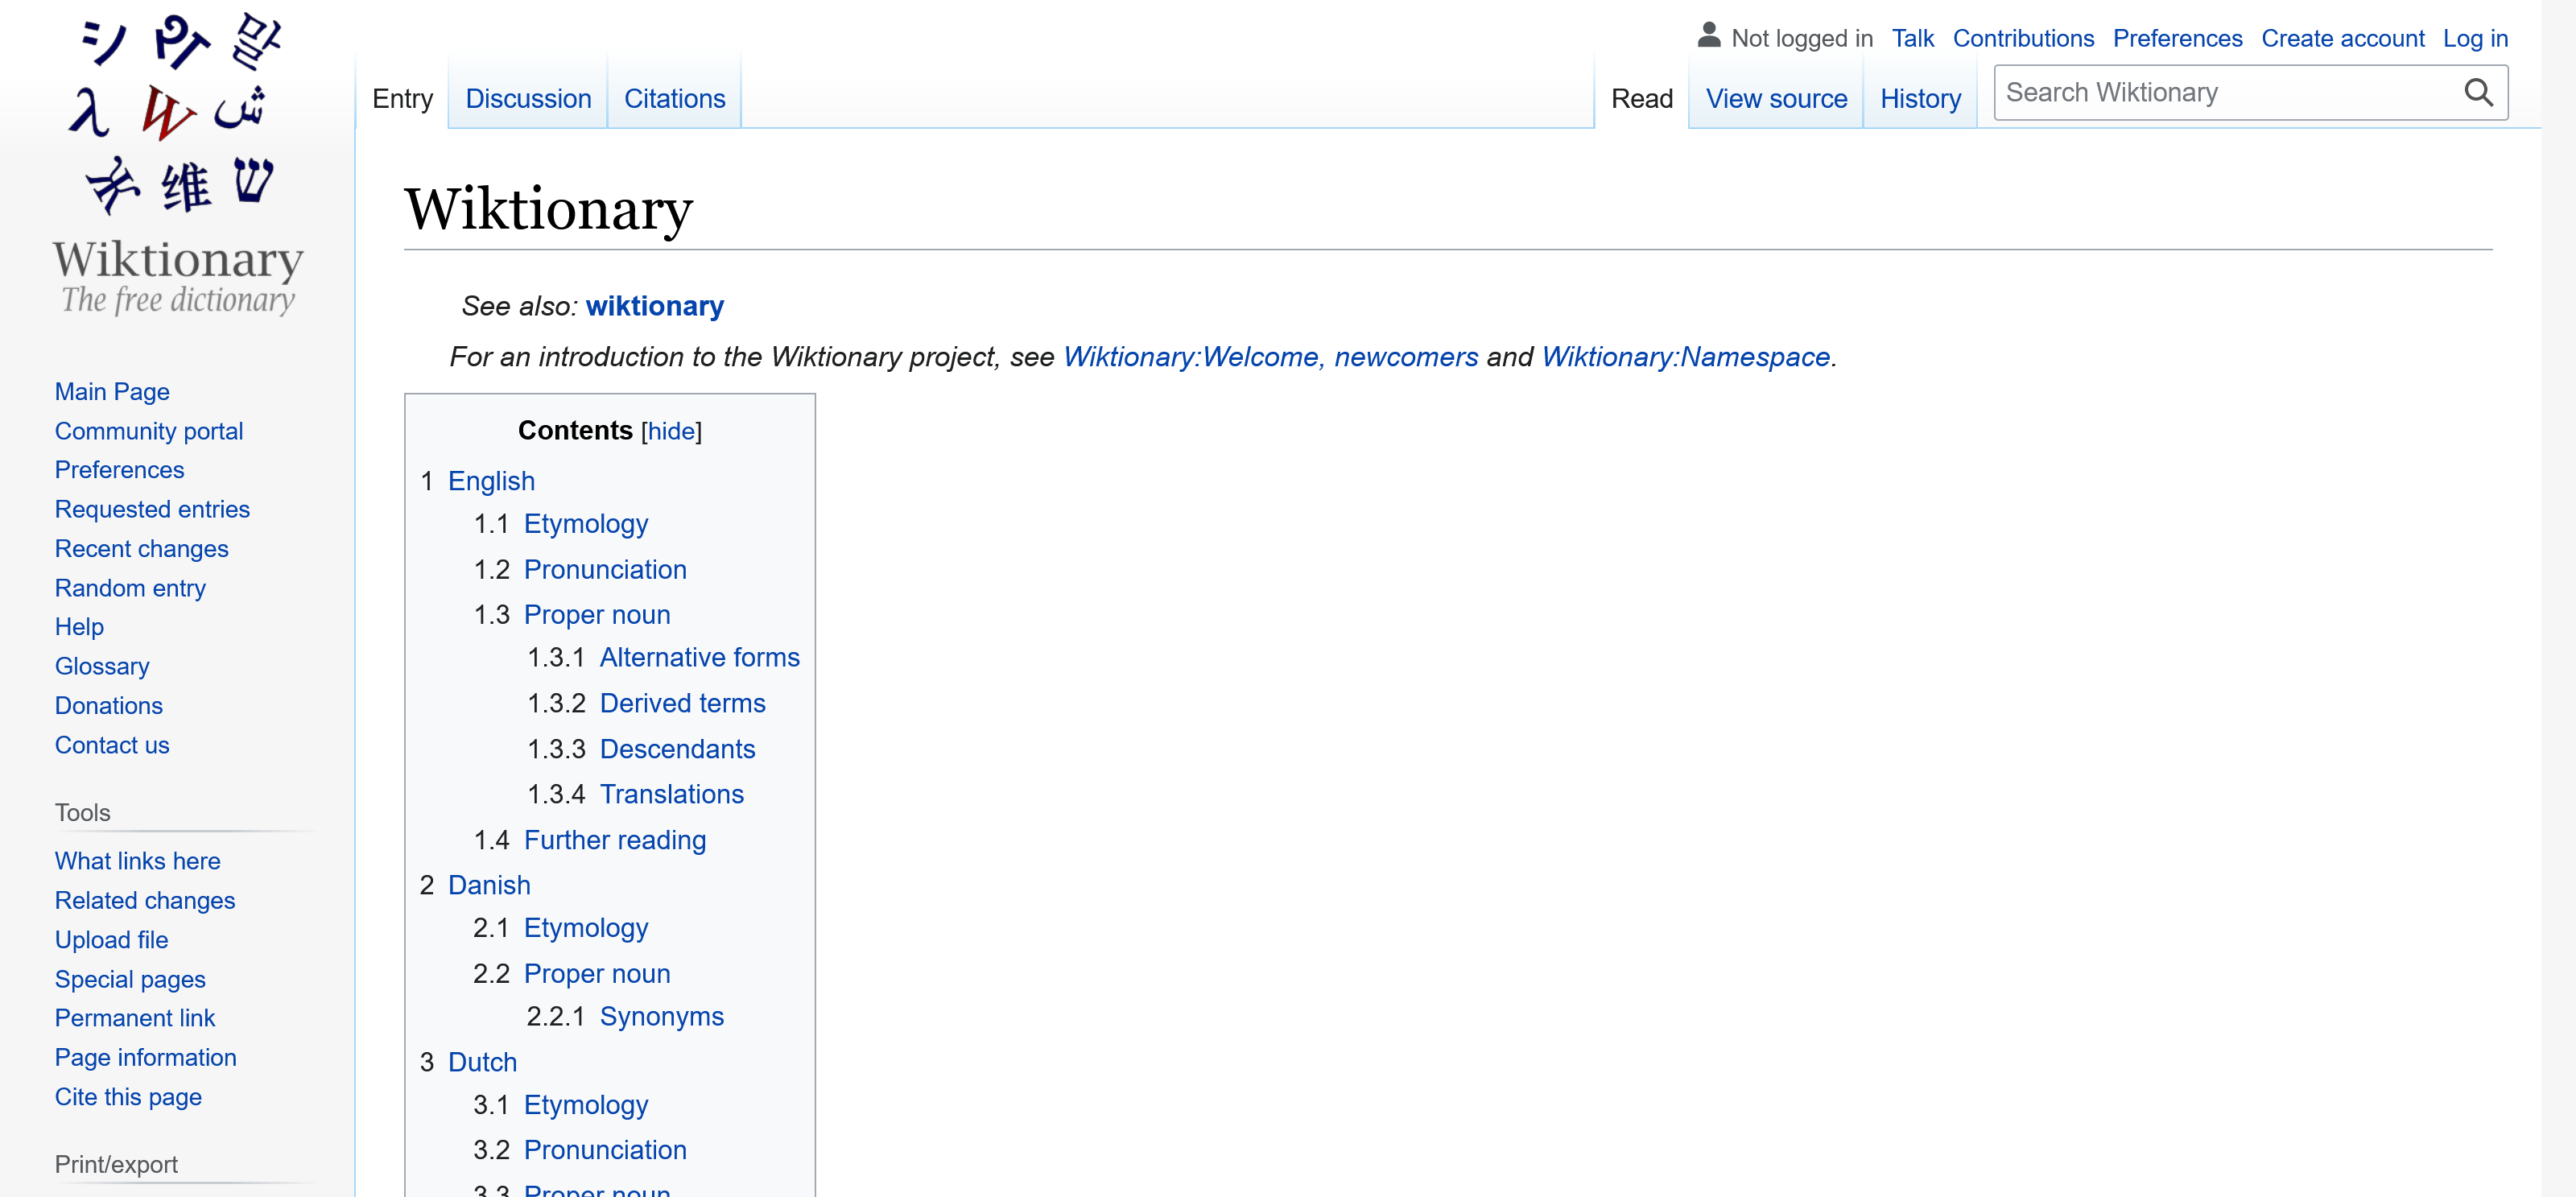 シ や 말
λ W ش
维 ש
Wiktionary
The free dictionary
Main Page
Community portal
Preferences
Requested entries
Recent changes
Random entry
Help
Glossary
Donations
Contact us
Tools
What links here
Related changes
Upload file
Special pages
Permanent link
Page information
Cite this page
Print/export
Not logged in Talk Contributions Preferences Create account Log in
Entry Discussion Citations Read View source History Search Wiktionary
Wiktionary
See also: wiktionary
For an introduction to the Wiktionary project, see Wiktionary:Welcome, newcomers and Wiktionary:Namespace.
Contents [hide]
1 English
1.1 Etymology
1.2 Pronunciation
1.3 Proper noun
1.3.1 Alternative forms
1.3.2 Derived terms
1.3.3 Descendants
1.3.4 Translations
1.4 Further reading
2 Danish
2.1 Etymology
2.2 Proper noun
2.2.1 Synonyms
3 Dutch
3.1 Etymology
3.2 Pronunciation
3.3 Proper noun